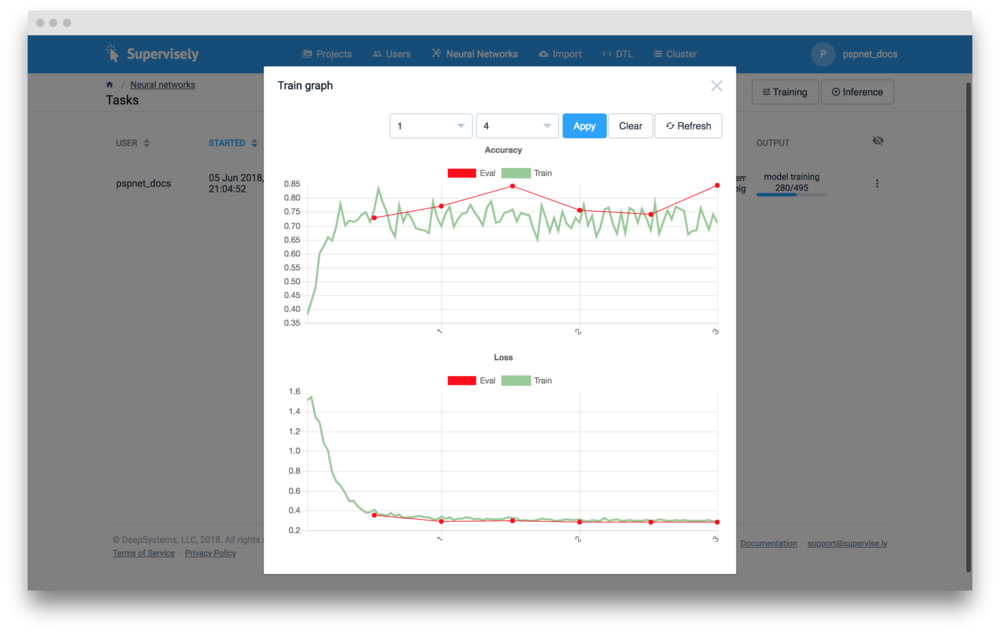 Supervisely
Projects
Users
Neural Networks
Import
DTL
Cluster
P
pspnet_docs
/ Neural networks
Tasks
Training
Inference
Train graph
1
4
Appy
Clear
Refresh
USER
STARTED
OUTPUT
pspnet_docs
05 Jun 2018,
21:04:52
model training
280/495
Accuracy
Eval
Train
0.85
0.80
0.75
0.70
0.65
0.60
0.55
0.50
0.45
0.40
0.35
1
2
3
Loss
Eval
Train
1.6
1.4
1.2
1.0
0.8
0.6
0.4
0.2
1
2
3
© DeepSystems, LLC, 2018. All rights
Terms of Service · Privacy Policy
Documentation · support@supervise.ly